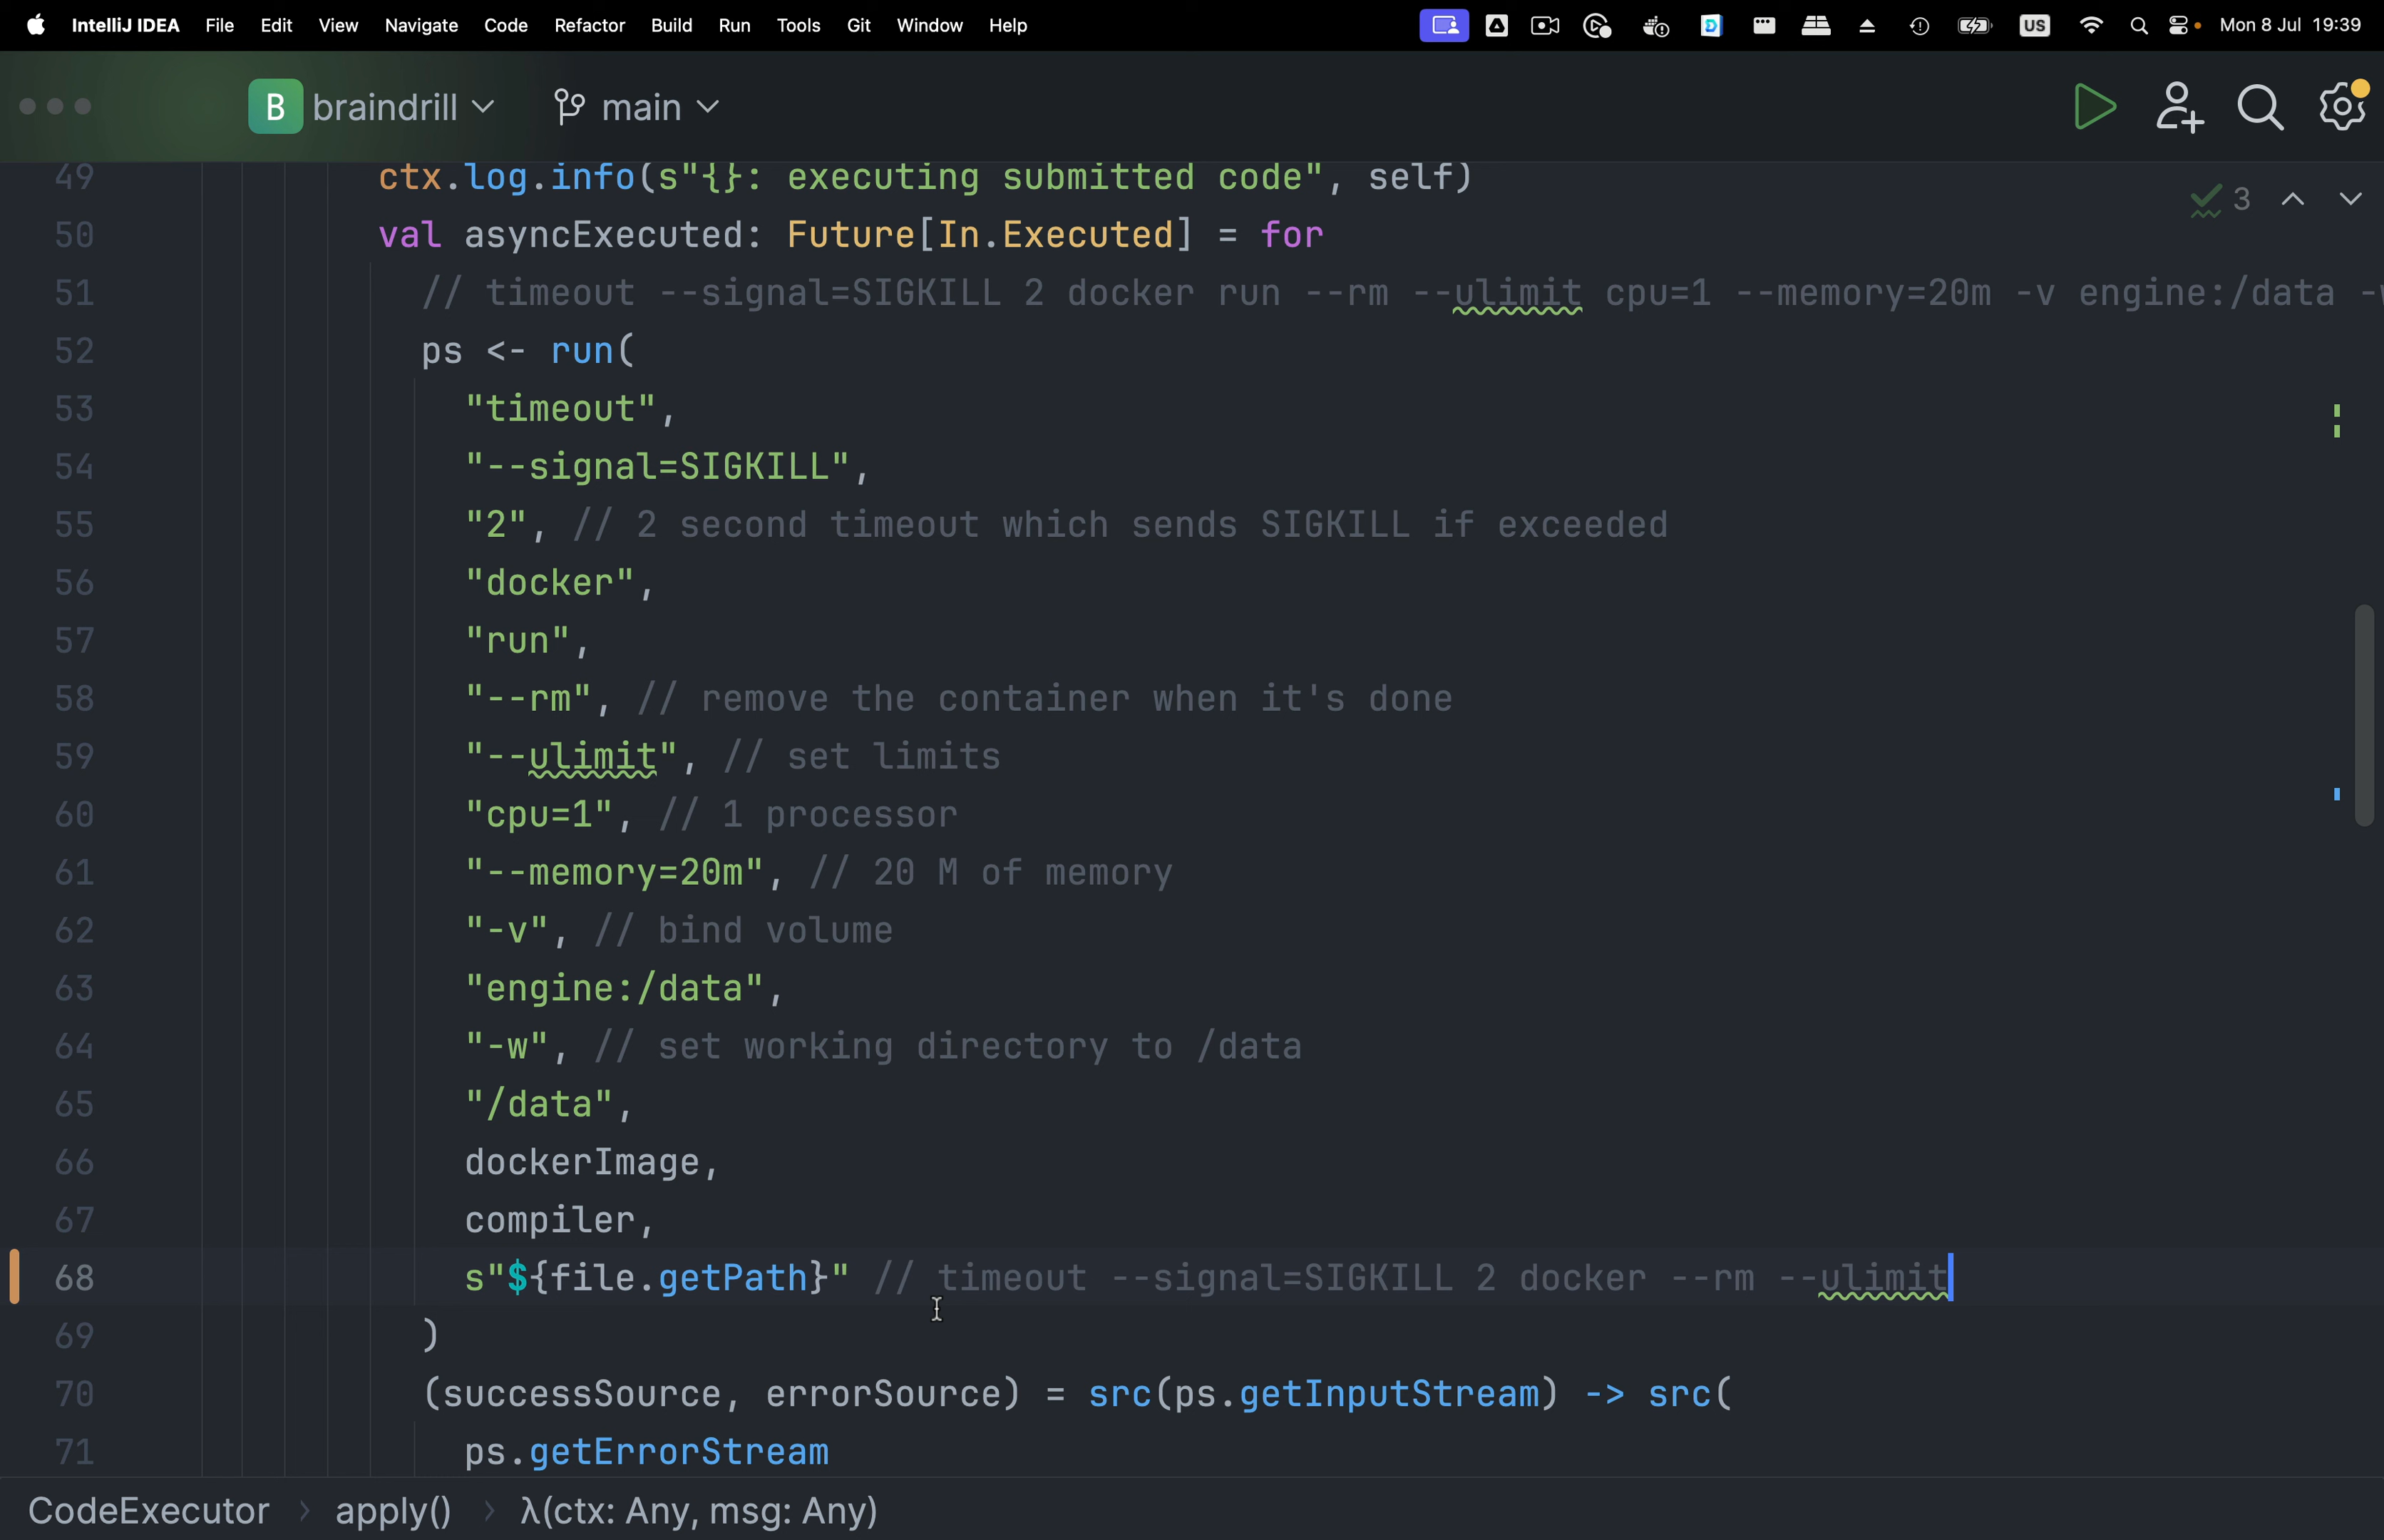 IntelliJ IDEA File Edit View Navigate Code Refactor Build Run Tools Git Window Help US Mon 8 Jul 19:39
B braindrill main
49 ctx.log.info(s"{}: executing submitted code", self)
3
50 val asyncExecuted: Future[In.Executed] = for
51 // timeout --signal=SIGKILL 2 docker run --rm --ulimit cpu=1 --memory=20m -v engine:/data -w
52 ps <- run(
53 "timeout",
54 "--signal=SIGKILL",
55 "2", // 2 second timeout which sends SIGKILL if exceeded
56 "docker",
57 "run",
58 "--rm", // remove the container when it's done
59 "--ulimit", // set limits
60 "cpu=1", // 1 processor
61 "--memory=20m", // 20 M of memory
62 "-v", // bind volume
63 "engine:/data",
64 "-w", // set working directory to /data
65 "/data",
66 dockerImage,
67 compiler,
68 s"${file.getPath}" // timeout --signal=SIGKILL 2 docker --rm --ulimit
69 )
70 (successSource, errorSource) = src(ps.getInputStream) -> src(
71 ps.getErrorStream
CodeExecutor > apply() > λ(ctx: Any, msg: Any)